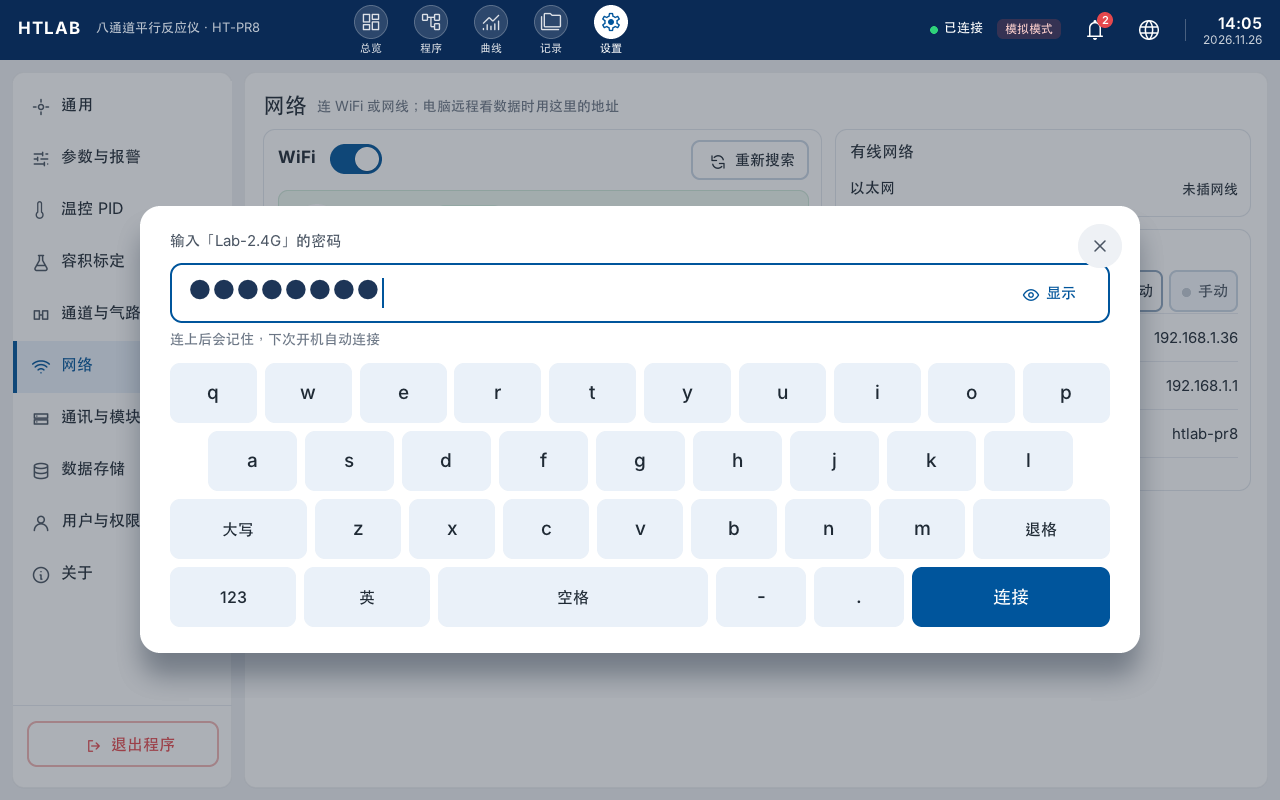 HTLAB 八通道平行反应仪 · HT-PR8
总览 程序 曲线 记录 设置
已连接 模拟模式 2 14:05
2026.11.26
通用
参数与报警
温控 PID
容积标定
通道与气路
网络
通讯与模块
数据存储
用户与权限
关于
退出程序
网络 连 WiFi 或网线；电脑远程看数据时用这里的地址
WiFi 重新搜索
有线网络
以太网 未插网线
动 手动
192.168.1.36
192.168.1.1
htlab-pr8
输入「Lab-2.4G」的密码
●●●●●●●● 显示
连上后会记住，下次开机自动连接
q w e r t y u i o p
a s d f g h j k l
大写 z x c v b n m 退格
123 英 空格 - . 连接